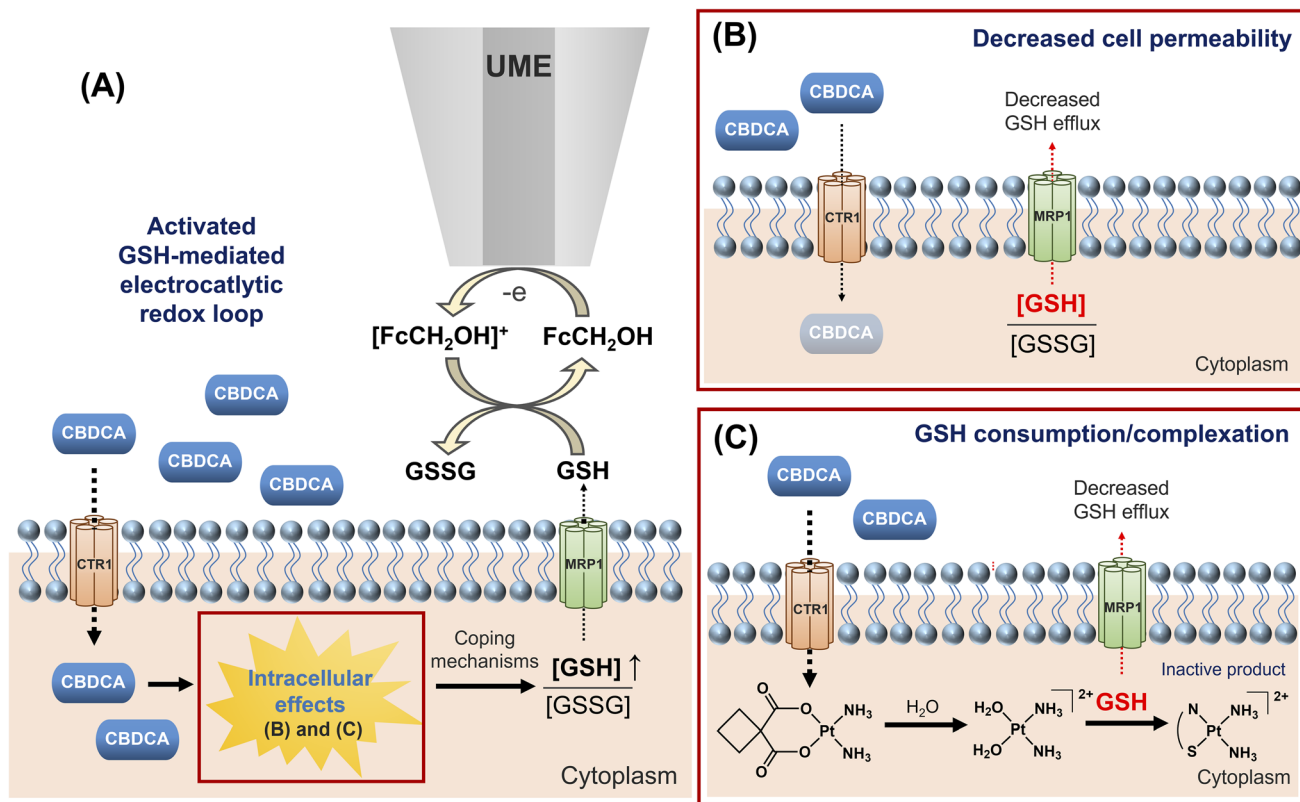 (A)
UME
Activated
GSH-mediated
electrocatlytic
redox loop
-e
[FcCH₂OH]⁺
FcCH₂OH
GSSG
GSH
CBDCA
CBDCA
CBDCA
CBDCA
CTR1
MRP1
CBDCA
CBDCA
Intracellular
effects
(B) and (C)
Coping
mechanisms
[GSH] ↑
[GSSG]
Cytoplasm
(B)
Decreased cell permeability
CBDCA
CBDCA
Decreased
GSH efflux
CTR1
MRP1
CBDCA
[GSH]
[GSSG]
Cytoplasm
(C)
GSH consumption/complexation
CBDCA
CBDCA
Decreased
GSH efflux
CTR1
MRP1
Inactive product
O
O
O
O
Pt
NH₃
NH₃
H₂O
H₂O
H₂O
Pt
NH₃
NH₃
2+
GSH
N
S
Pt
NH₃
NH₃
2+
Cytoplasm